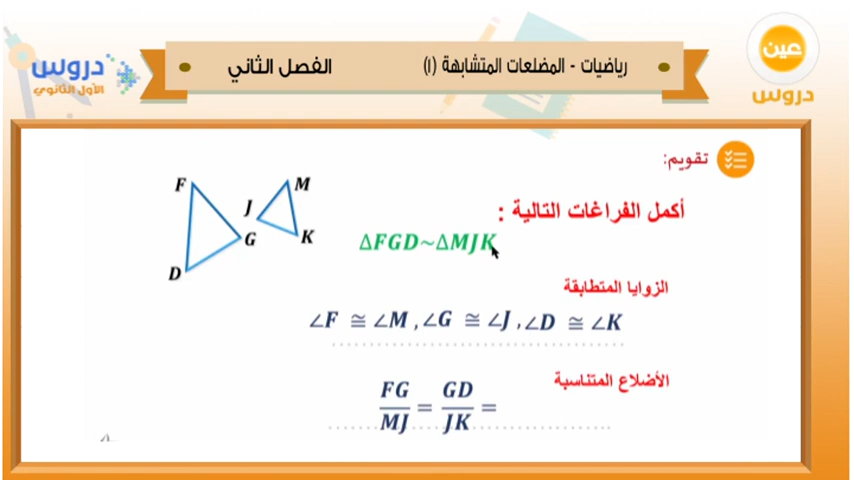 دروس
الأول الثانوي
الفصل الثاني
رياضيات - المضلعات المتشابهة (١)
عين
دروس
تقويم:
أكمل الفراغات التالية :
F
M
J
G
K
D
ΔFGD~ΔMJK
الزوايا المتطابقة
∠F ≅ ∠M , ∠G ≅ ∠J , ∠D ≅ ∠K
الأضلاع المتناسبة
FG/MJ = GD/JK =